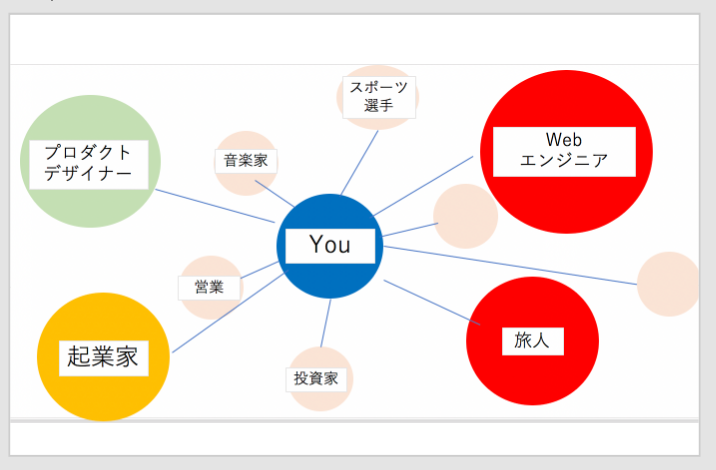 スポーツ
選手
プロダクト
デザイナー
音楽家
Web
エンジニア
You
営業
起業家
投資家
旅人